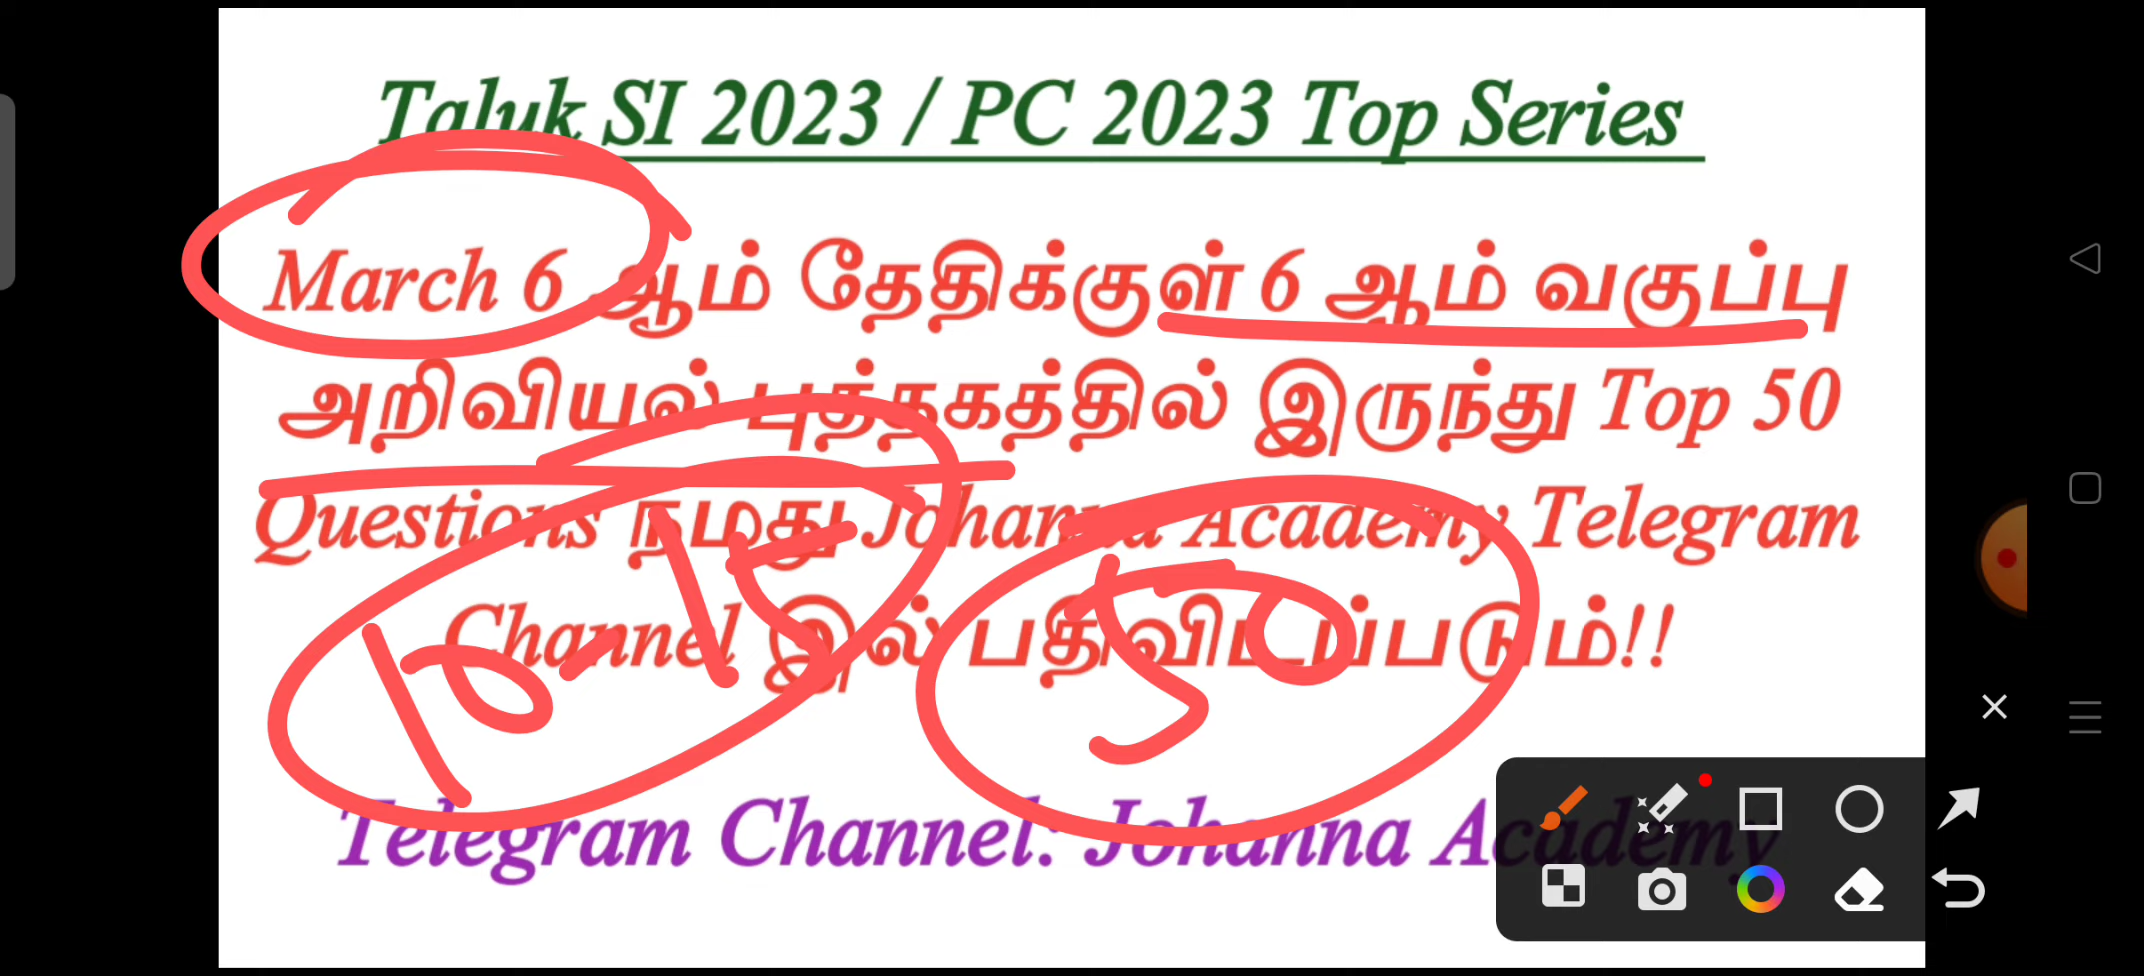 Taluk SI 2023 / PC 2023 Top Series
March 6 ஆம் தேதிக்குள் 6 ஆம் வகுப்பு
அறிவியல் புத்தகத்தில் இருந்து Top 50
Questions நமது Johanna Academy Telegram
Channel இல் பதிவிடப்படும்!!
10-15
50
Telegram Channel: Johanna Academy